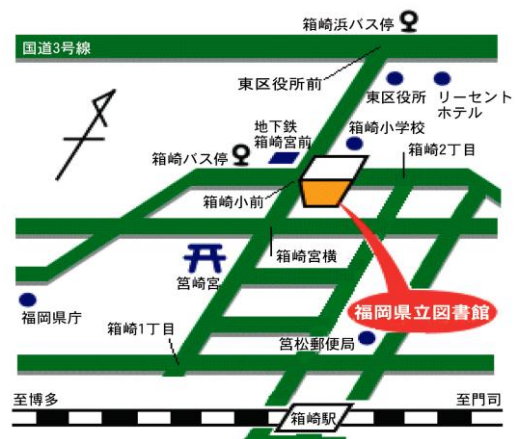 箱崎浜バス停
国道3号線
東区役所前
東区役所
リーセント
ホテル
地下鉄
箱崎宮前
箱崎小学校
箱崎バス停
箱崎2丁目
箱崎小前
箱崎宮横
筥崎宮
福岡県庁
福岡県立図書館
箱崎1丁目
筥松郵便局
至博多
至門司
箱崎駅